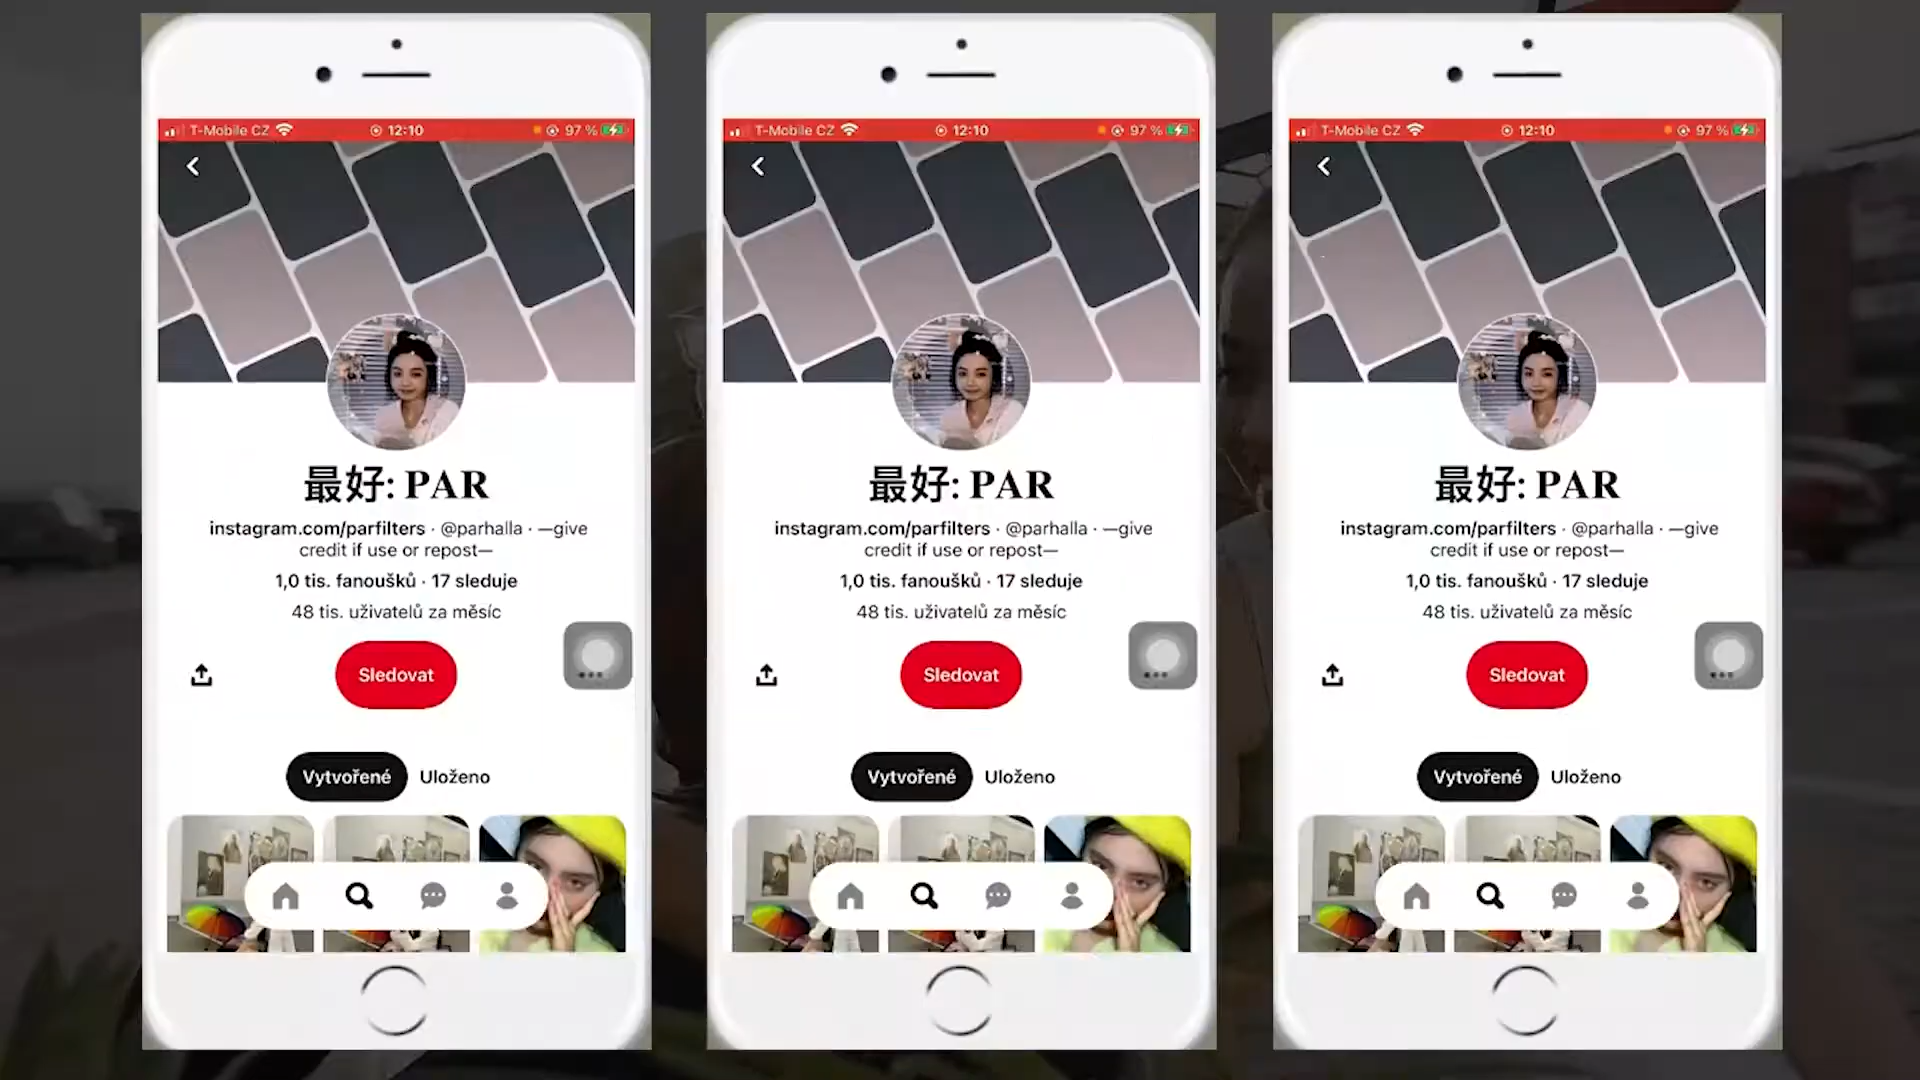 T-Mobile CZ 12:10 97 %
最好: PAR
instagram.com/parfilters · @parhalla · —give
credit if use or repost—
1,0 tis. fanoušků · 17 sleduje
48 tis. uživatelů za měsíc
Sledovat
Vytvořené Uloženo
T-Mobile CZ 12:10 97 %
最好: PAR
instagram.com/parfilters · @parhalla · —give
credit if use or repost—
1,0 tis. fanoušků · 17 sleduje
48 tis. uživatelů za měsíc
Sledovat
Vytvořené Uloženo
T-Mobile CZ 12:10 97 %
最好: PAR
instagram.com/parfilters · @parhalla · —give
credit if use or repost—
1,0 tis. fanoušků · 17 sleduje
48 tis. uživatelů za měsíc
Sledovat
Vytvořené Uloženo